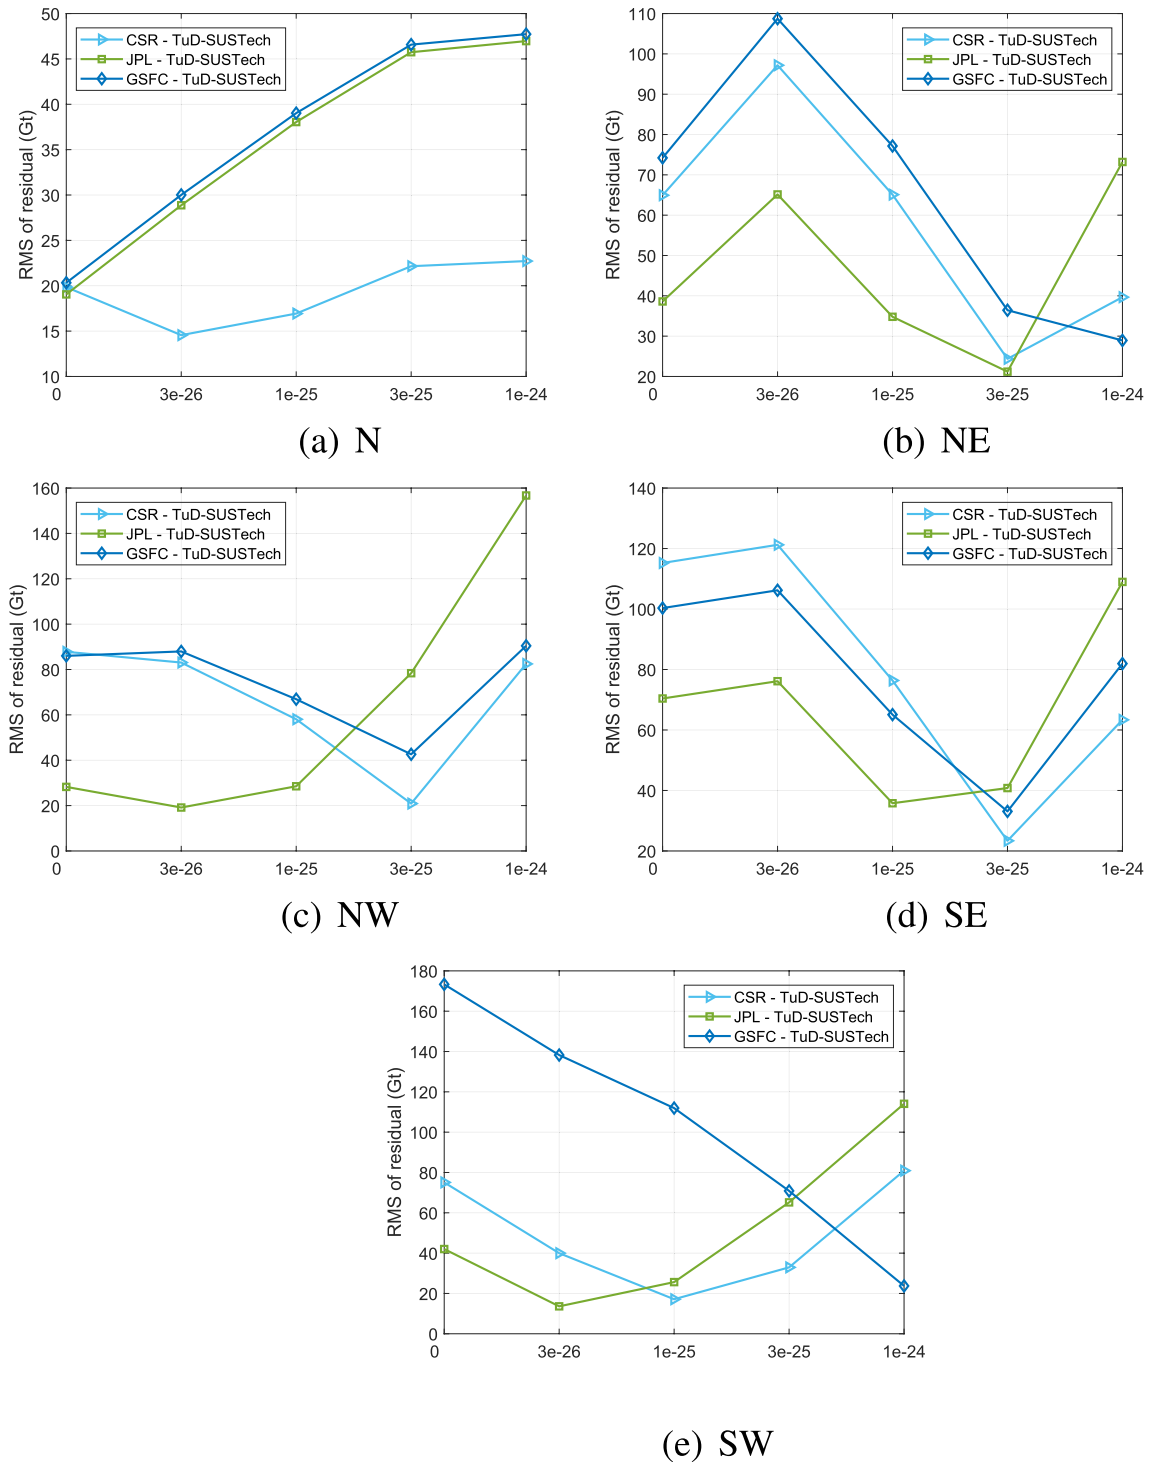 50
45
40
35
30
25
20
15
10
RMS of residual (Gt)
CSR - TuD-SUSTech
JPL - TuD-SUSTech
GSFC - TuD-SUSTech
0 3e-26 1e-25 3e-25 1e-24
(a) N
110
100
90
80
70
60
50
40
30
20
RMS of residual (Gt)
CSR - TuD-SUSTech
JPL - TuD-SUSTech
GSFC - TuD-SUSTech
0 3e-26 1e-25 3e-25 1e-24
(b) NE
160
140
120
100
80
60
40
20
0
RMS of residual (Gt)
CSR - TuD-SUSTech
JPL - TuD-SUSTech
GSFC - TuD-SUSTech
0 3e-26 1e-25 3e-25 1e-24
(c) NW
140
120
100
80
60
40
20
RMS of residual (Gt)
CSR - TuD-SUSTech
JPL - TuD-SUSTech
GSFC - TuD-SUSTech
0 3e-26 1e-25 3e-25 1e-24
(d) SE
180
160
140
120
100
80
60
40
20
0
RMS of residual (Gt)
CSR - TuD-SUSTech
JPL - TuD-SUSTech
GSFC - TuD-SUSTech
0 3e-26 1e-25 3e-25 1e-24
(e) SW